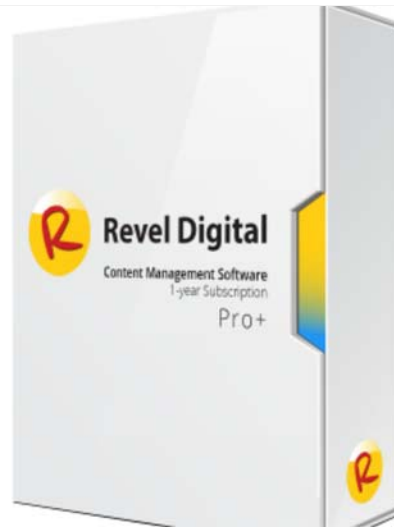 R
Revel Digital
Content Management Software
1-year Subscription
Pro+
R